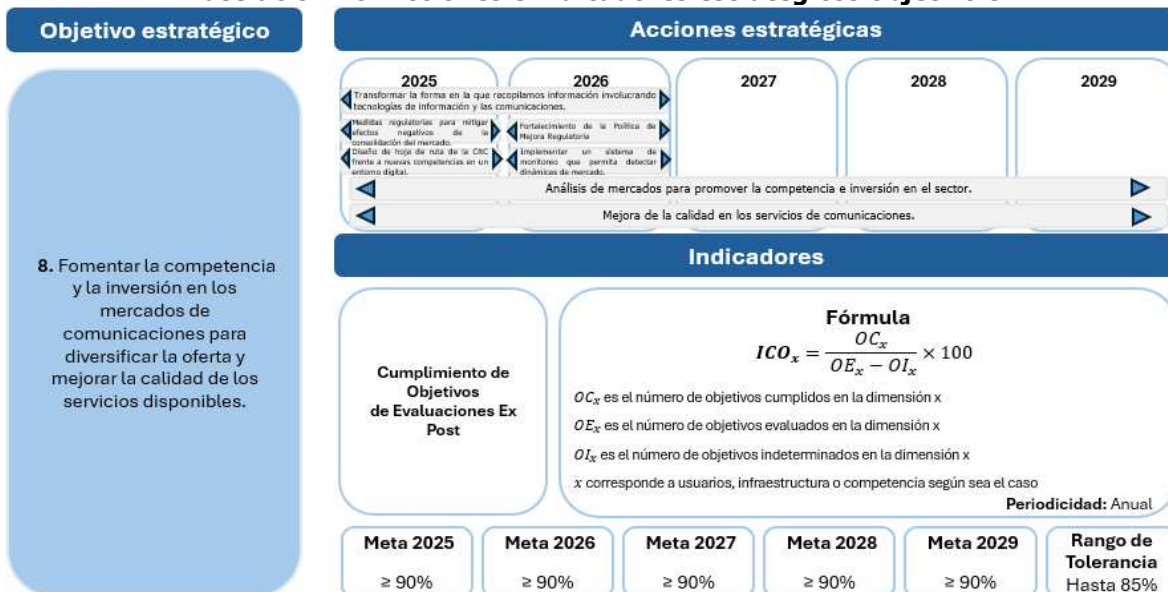 Objetivo estratégico
8. Fomentar la competencia
y la inversión en los
mercados de
comunicaciones para
diversificar la oferta y
mejorar la calidad de los
servicios disponibles.
Acciones estratégicas
2025
2026
2027
2028
2029
Transformar la forma en la que recopilamos información involucrando
tecnologías de información y las comunicaciones.
Medidas regulatorias para mitigar
efectos negativos de la
consolidación del mercado.
Fortalecimiento de la Política de
Mejora Regulatoria
Diseño de hoja de ruta de la CRC
frente a nuevas competencias en un
entorno digital.
Implementar un sistema de
monitoreo que permita detectar
dinámicas de mercado.
Análisis de mercados para promover la competencia e inversión en el sector.
Mejora de la calidad en los servicios de comunicaciones.
Indicadores
Cumplimiento de
Objetivos
de Evaluaciones Ex
Post
Fórmula
ICOₓ = OCₓ / (OEₓ − OIₓ) × 100
OCₓ es el número de objetivos cumplidos en la dimensión x
OEₓ es el número de objetivos evaluados en la dimensión x
OIₓ es el número de objetivos indeterminados en la dimensión x
x corresponde a usuarios, infraestructura o competencia según sea el caso
Periodicidad: Anual
Meta 2025
≥ 90%
Meta 2026
≥ 90%
Meta 2027
≥ 90%
Meta 2028
≥ 90%
Meta 2029
≥ 90%
Rango de
Tolerancia
Hasta 85%